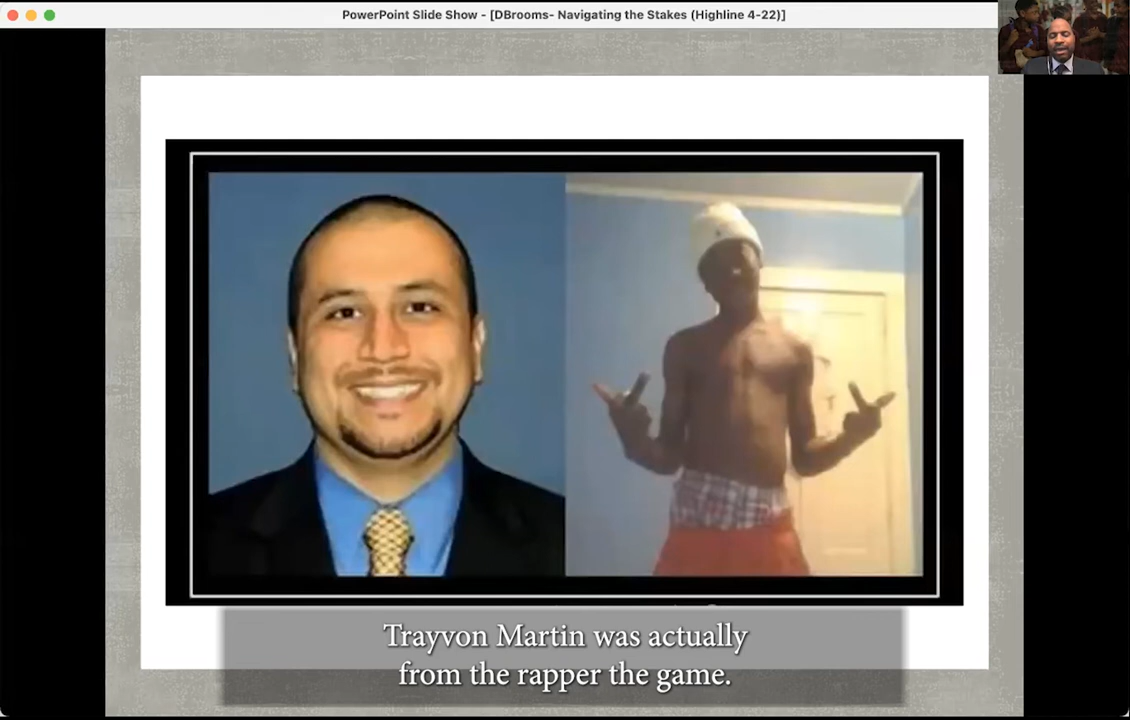 PowerPoint Slide Show - [DBrooms- Navigating the Stakes (Highline 4-22)]
Trayvon Martin was actually
from the rapper the game.